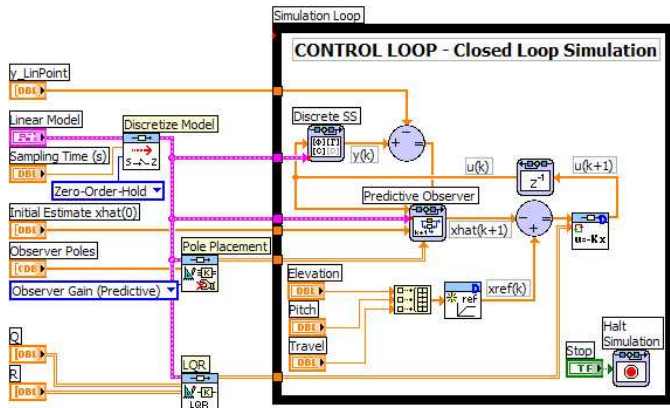 Simulation Loop
CONTROL LOOP - Closed Loop Simulation
y_LinPoint
[DBL]
Linear Model
Discretize Model
S→Z
Sampling Time (s)
DBL
Zero-Order-Hold
Discrete SS
y(k)
u(k)
u(k+1)
z-1
Initial Estimate xhat(0)
[DBL]
Predictive Observer
k+1
xhat(k+1)
u=-Kx
Observer Poles
[CDB]
Pole Placement
K
Observer Gain (Predictive)
Elevation
DBL
Pitch
DBL
Travel
DBL
ref
xref(k)
Q
[DBL]
R
[DBL]
LQR
K
LQR
Stop
TF
Halt
Simulation